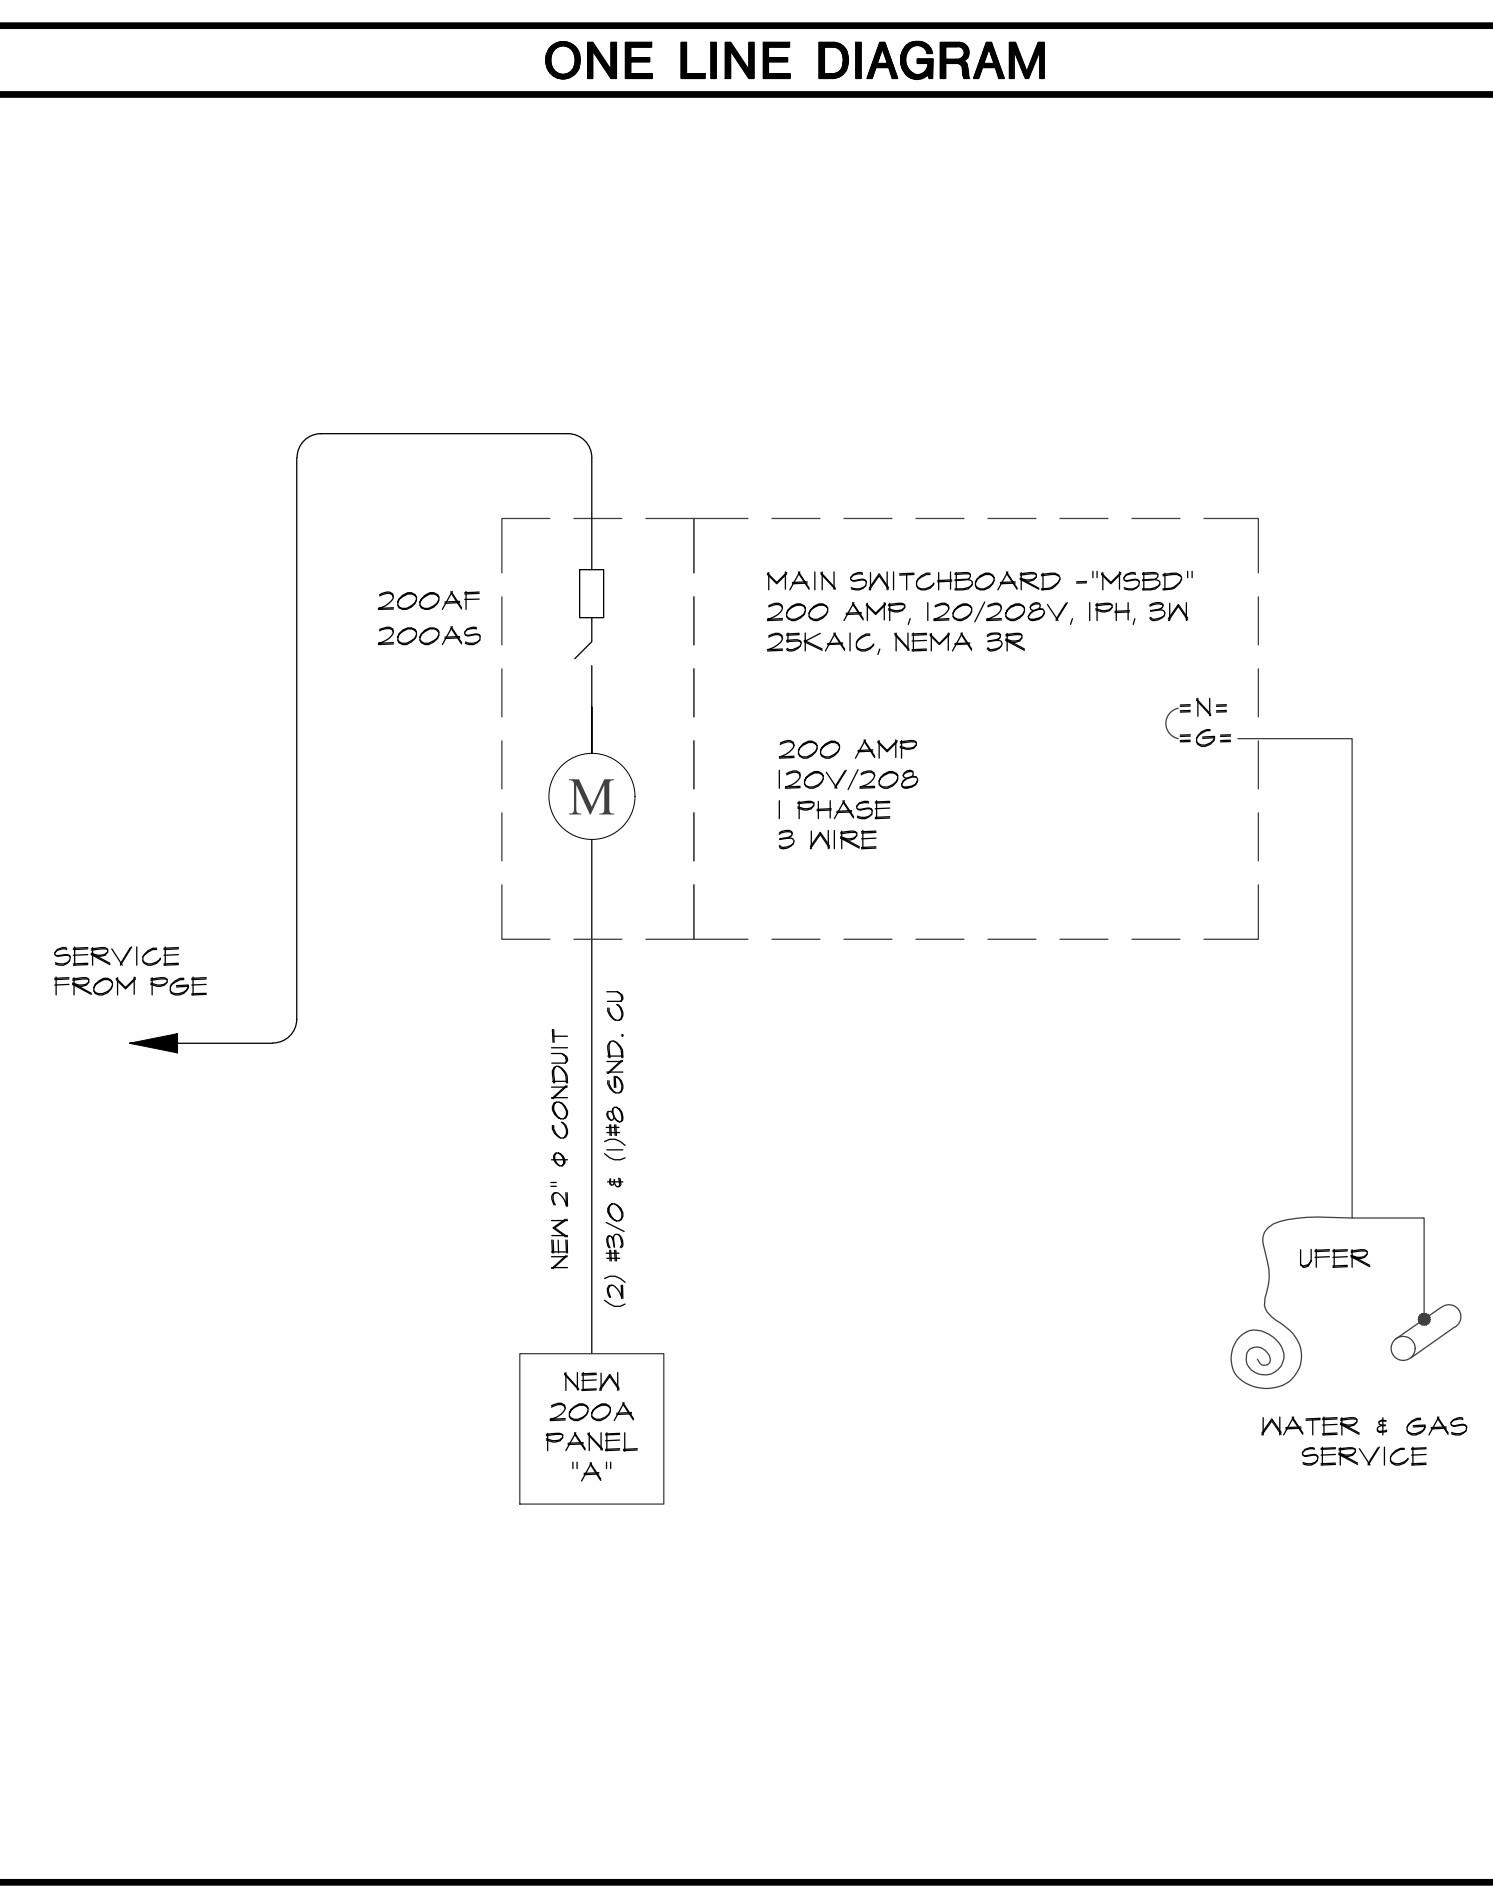 ONE LINE DIAGRAM
200AF
200AS
MAIN SWITCHBOARD -"MSBD"
200 AMP, 120/208V, 1PH, 3W
25KAIC, NEMA 3R
=N=
=G=
200 AMP
120V/208
1 PHASE
3 WIRE
M
SERVICE
FROM PGE
NEW 2" Φ CONDUIT
(2) #3/0 & (1)#8 GND. CU
UFER
NEW
200A
PANEL
"A"
WATER & GAS
SERVICE